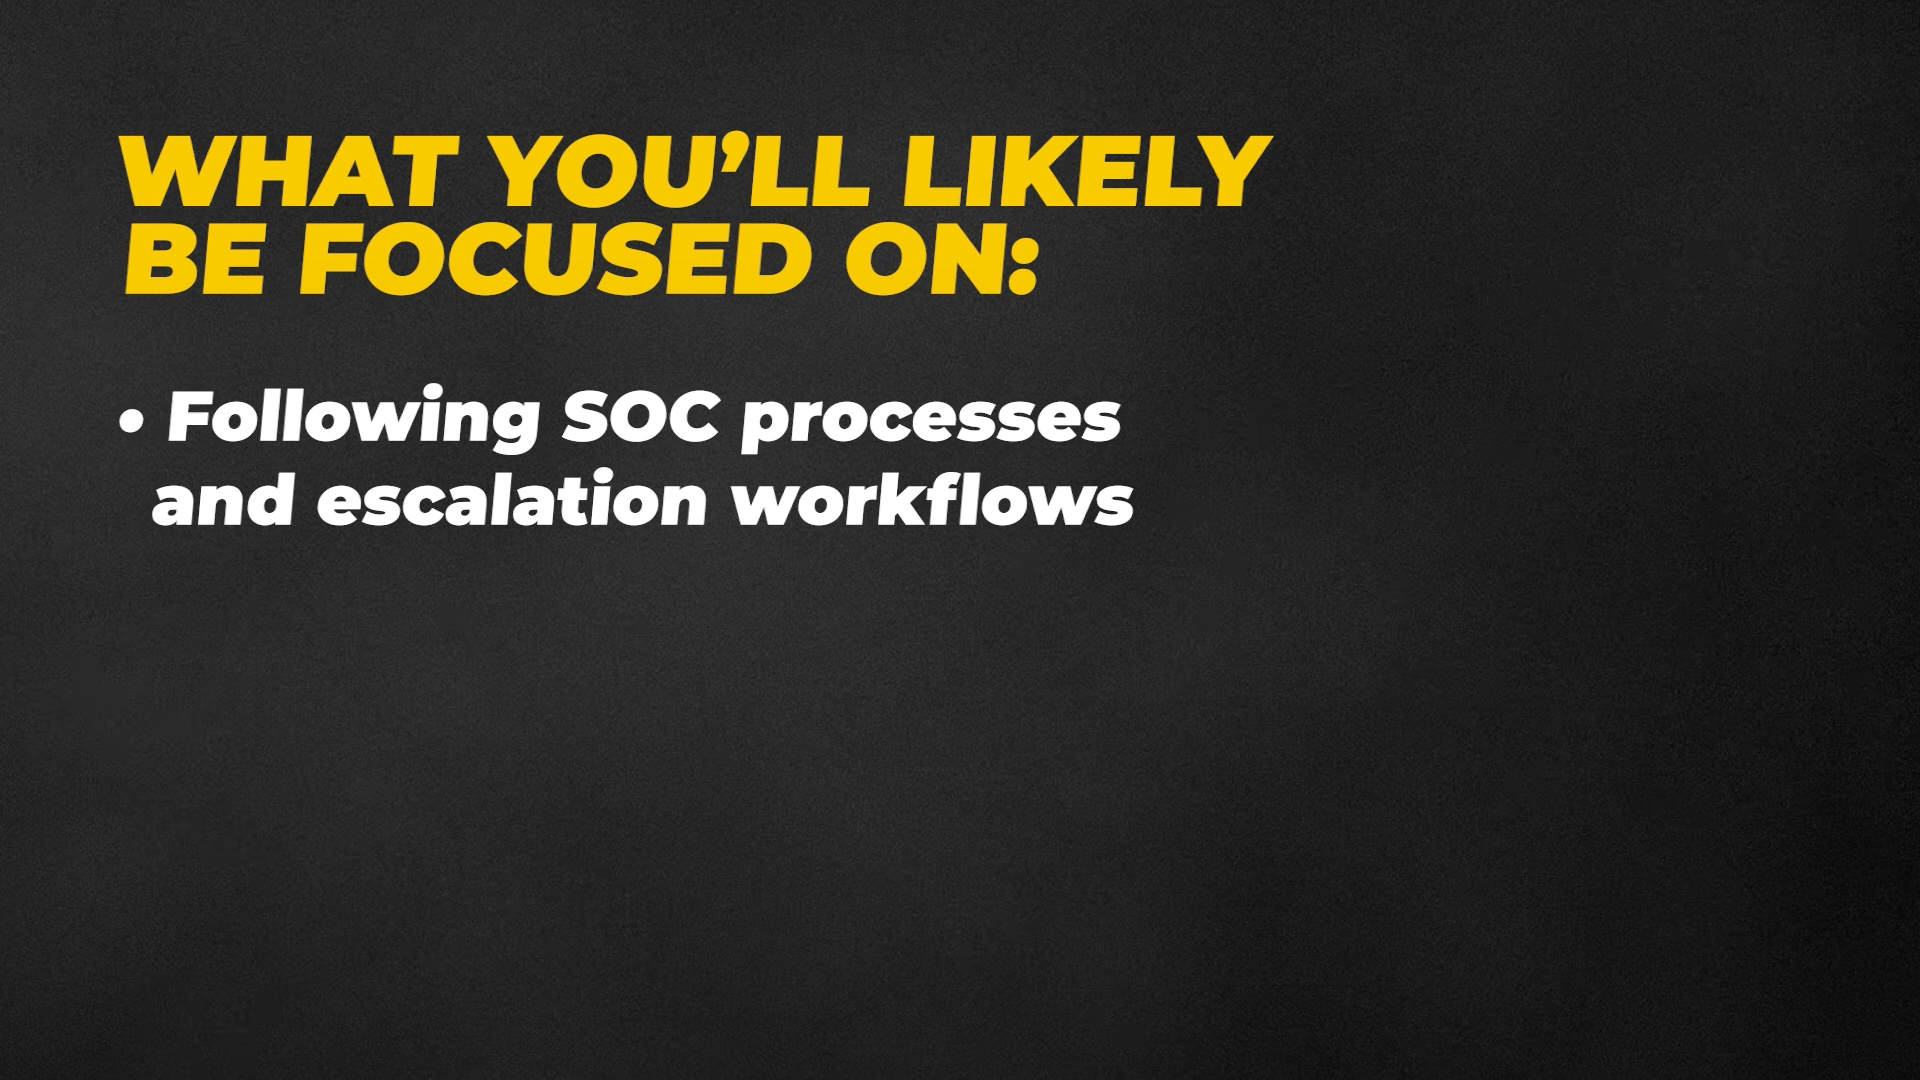 WHAT YOU’LL LIKELY
BE FOCUSED ON:
• Following SOC processes
and escalation workflows